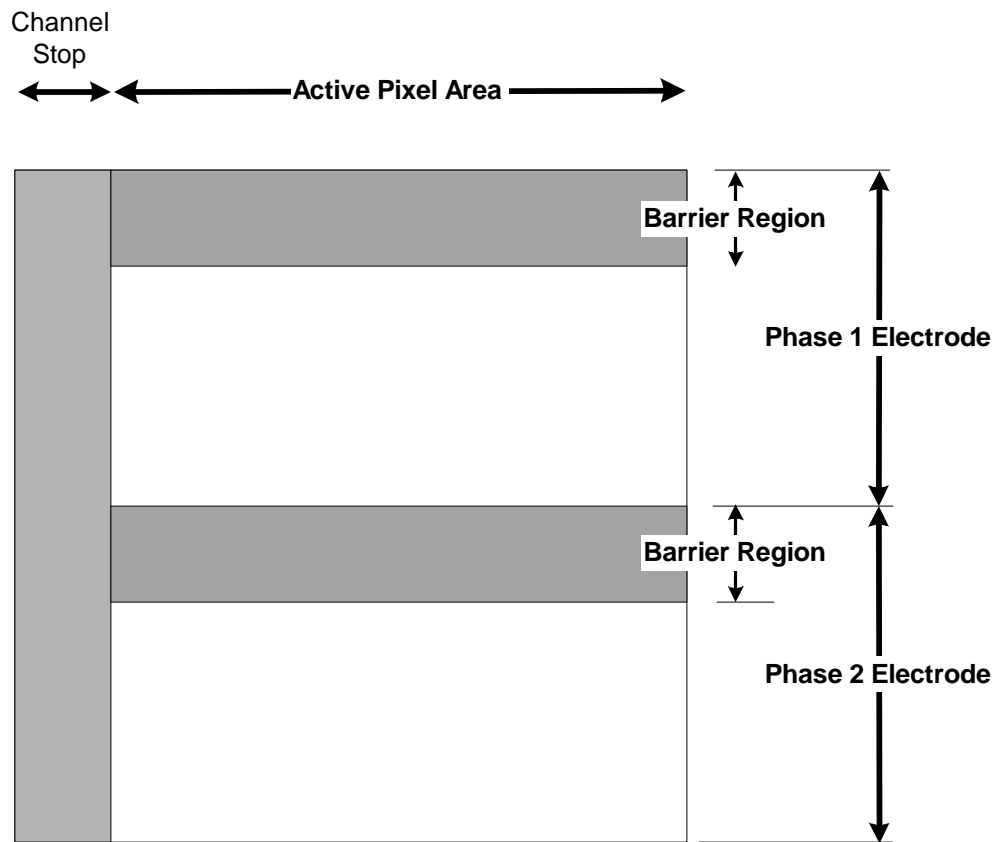 Channel
Stop
Active Pixel Area
Barrier Region
Phase 1 Electrode
Barrier Region
Phase 2 Electrode